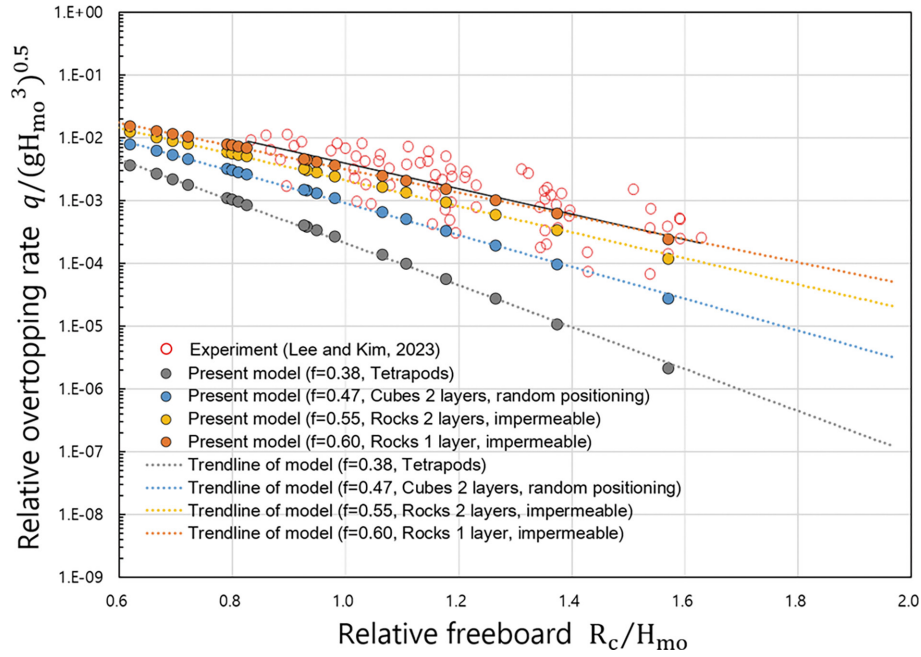 Relative overtopping rate q/(gH_mo^3)^0.5
1.E+00
1.E-01
1.E-02
1.E-03
1.E-04
1.E-05
1.E-06
1.E-07
1.E-08
1.E-09
Experiment (Lee and Kim, 2023)
Present model (f=0.38, Tetrapods)
Present model (f=0.47, Cubes 2 layers, random positioning)
Present model (f=0.55, Rocks 2 layers, impermeable)
Present model (f=0.60, Rocks 1 layer, impermeable)
Trendline of model (f=0.38, Tetrapods)
Trendline of model (f=0.47, Cubes 2 layers, random positioning)
Trendline of model (f=0.55, Rocks 2 layers, impermeable)
Trendline of model (f=0.60, Rocks 1 layer, impermeable)
0.6 0.8 1.0 1.2 1.4 1.6 1.8 2.0
Relative freeboard R_c/H_mo